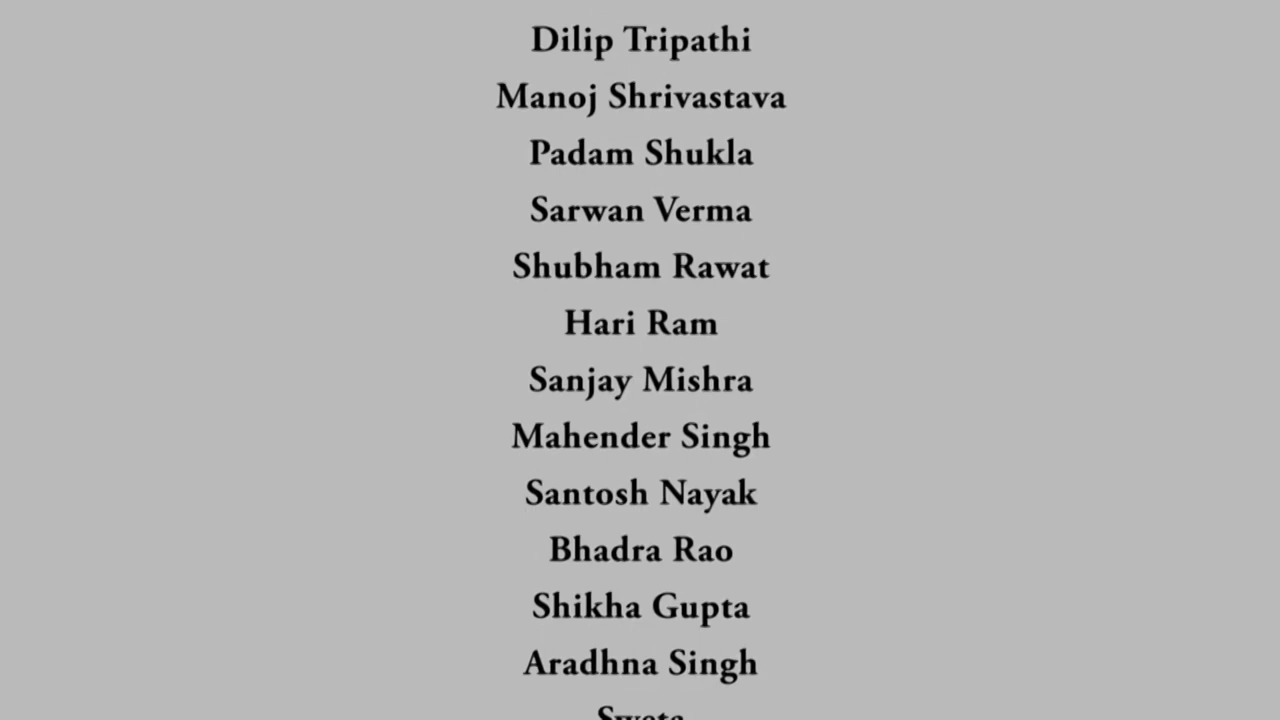 Dilip Tripathi
Manoj Shrivastava
Padam Shukla
Sarwan Verma
Shubham Rawat
Hari Ram
Sanjay Mishra
Mahender Singh
Santosh Nayak
Bhadra Rao
Shikha Gupta
Aradhna Singh